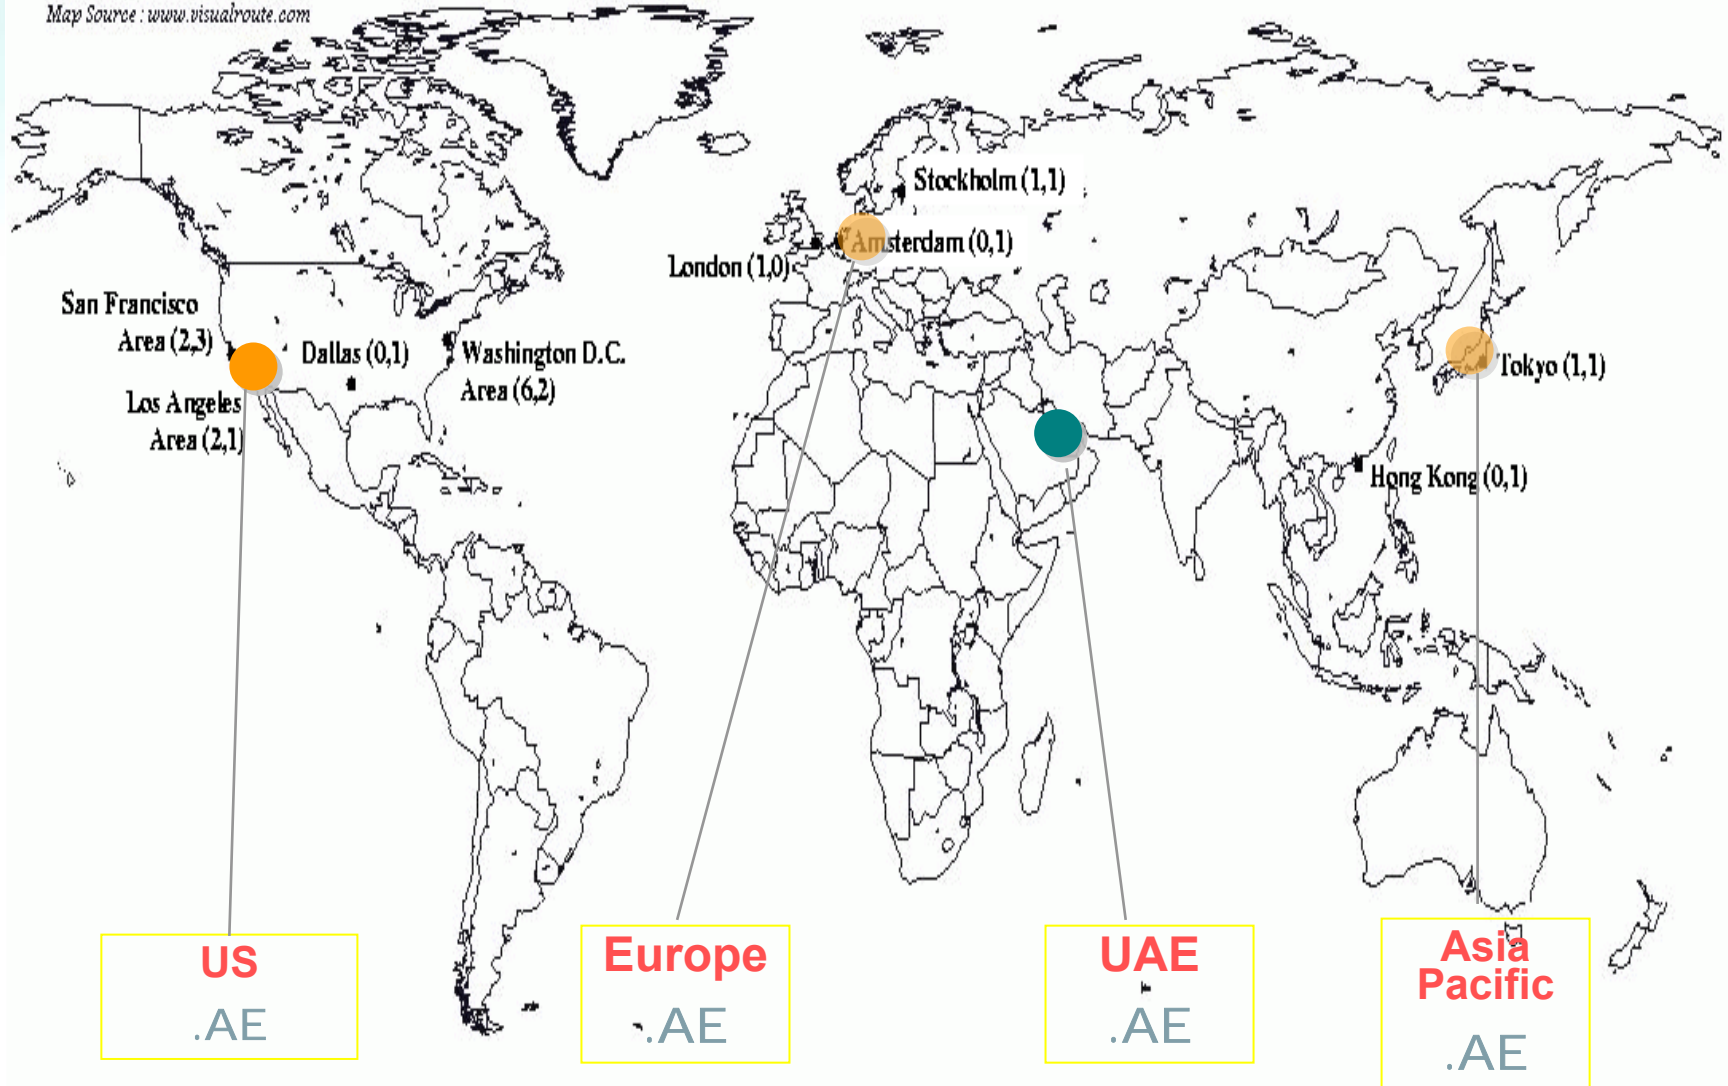 Map Source : www.visualroute.com
Stockholm (1,1)
Amsterdam (0,1)
London (1,0)
San Francisco
Area (2,3)
Dallas (0,1)
Washington D.C.
Area (6,2)
Los Angeles
Area (2,1)
Tokyo (1,1)
Hong Kong (0,1)
US
.AE
Europe
.AE
UAE
.AE
Asia
Pacific
.AE